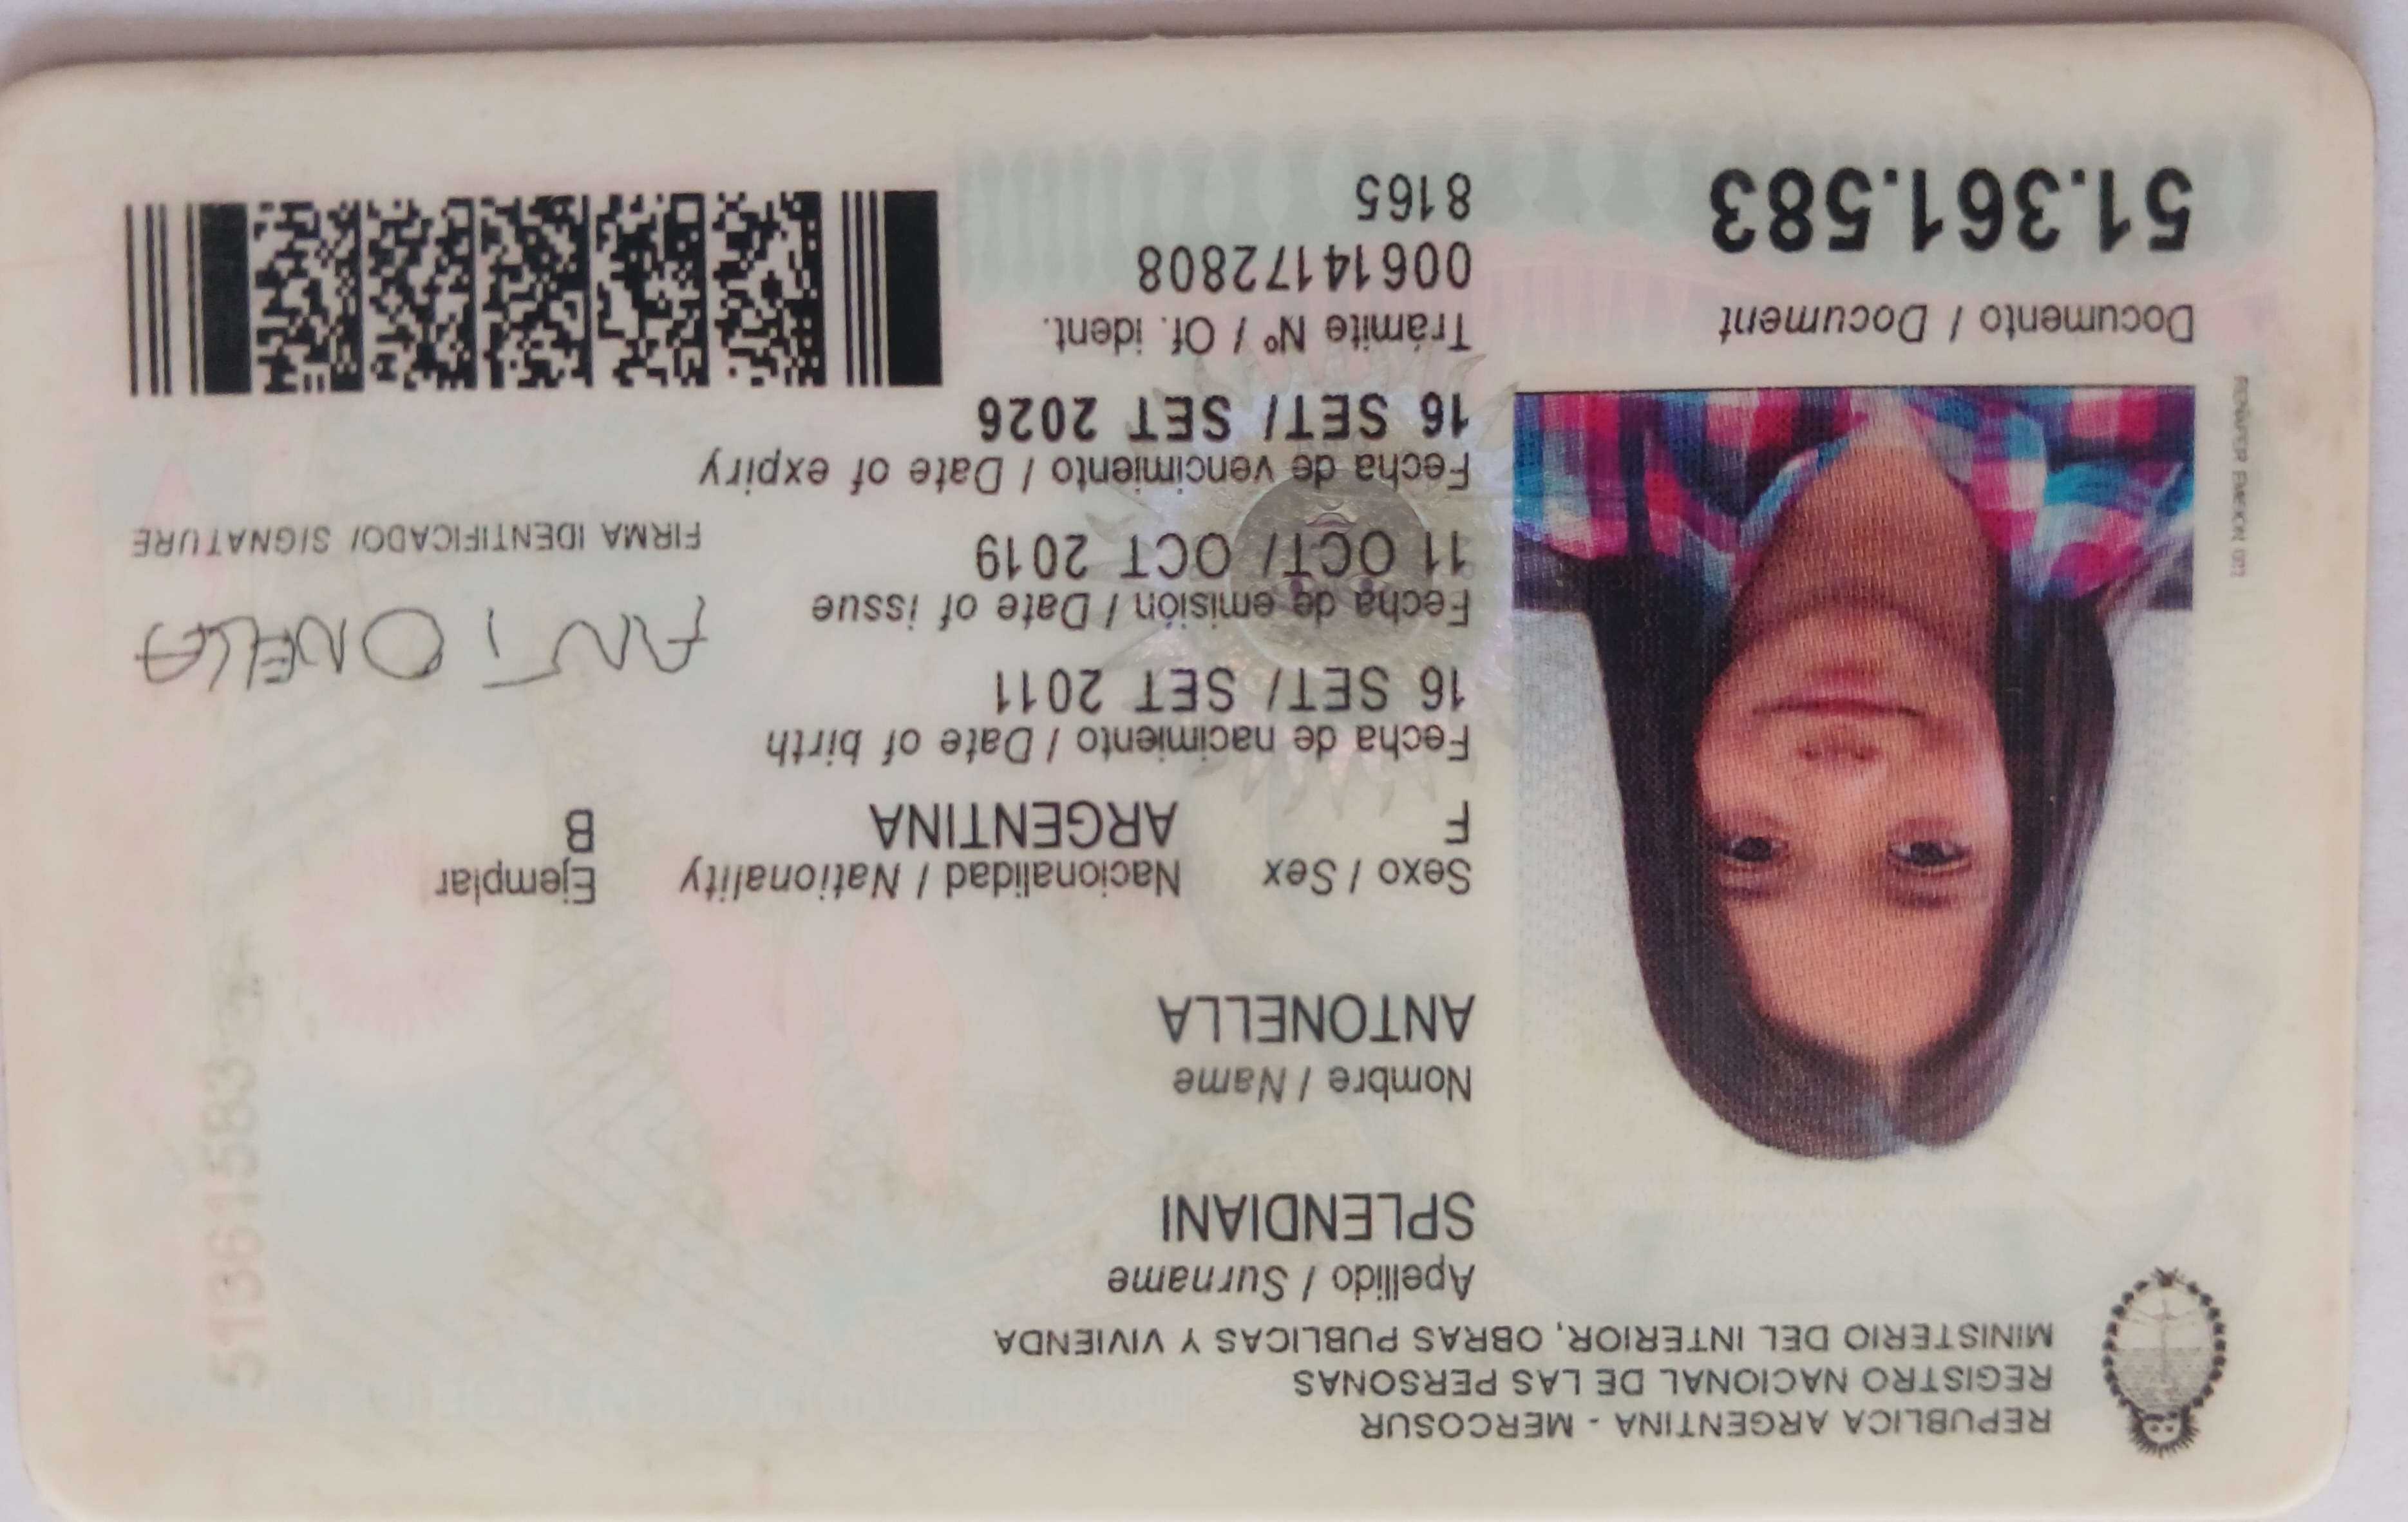 REPUBLICA ARGENTINA - MERCOSUR
REGISTRO NACIONAL DE LAS PERSONAS
MINISTERIO DEL INTERIOR, OBRAS PUBLICAS Y VIVIENDA
Apellido / Surname
SPLENDIANI
Nombre / Name
ANTONELLA
Sexo / Sex Nacionalidad / Nationality Ejemplar
F ARGENTINA B
Fecha de nacimiento / Date of birth
16 SET/ SET 2011
Fecha de emisión / Date of issue
11 OCT/ OCT 2019
ANTONELLA
FIRMA IDENTIFICADO/ SIGNATURE
Fecha de vencimiento / Date of expiry
16 SET/ SET 2026
Documento / Document
51.361.583
Trámite Nº / Of. ident.
00614172808
8165
51361583